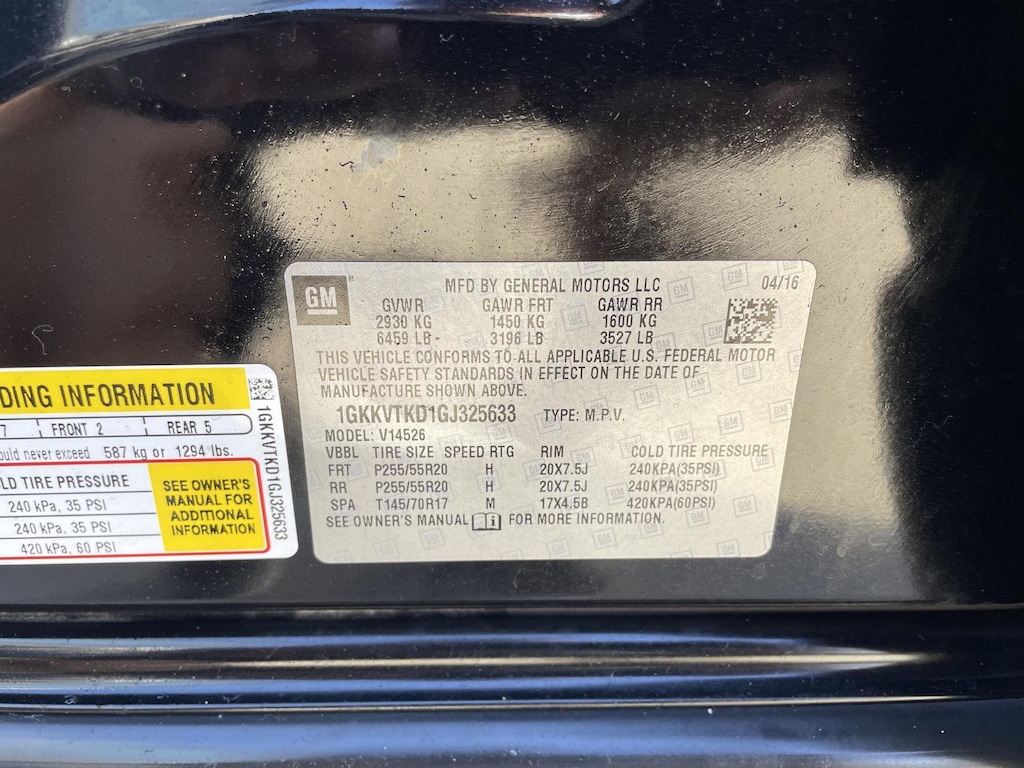 GM
MFD BY GENERAL MOTORS LLC 04/16
GVWR GAWR FRT GAWR RR
2930 KG 1450 KG 1600 KG
6459 LB 3196 LB 3527 LB
THIS VEHICLE CONFORMS TO ALL APPLICABLE U.S. FEDERAL MOTOR
VEHICLE SAFETY STANDARDS IN EFFECT ON THE DATE OF
MANUFACTURE SHOWN ABOVE.
1GKKVTKD1GJ325633 TYPE: M.P.V.
MODEL: V14526
VBBL TIRE SIZE SPEED RTG RIM COLD TIRE PRESSURE
FRT P255/55R20 H 20X7.5J 240KPA(35PSI)
RR P255/55R20 H 20X7.5J 240KPA(35PSI)
SPA T145/70R17 M 17X4.5B 420KPA(60PSI)
SEE OWNER'S MANUAL i FOR MORE INFORMATION.
DING INFORMATION
7 FRONT 2 REAR 5
ould never exceed 587 kg or 1294 lbs.
LD TIRE PRESSURE
240 kPa, 35 PSI
240 kPa, 35 PSI
420 kPa, 60 PSI
SEE OWNER'S
MANUAL FOR
ADDITIONAL
INFORMATION
1GKKVTKD1GJ325633